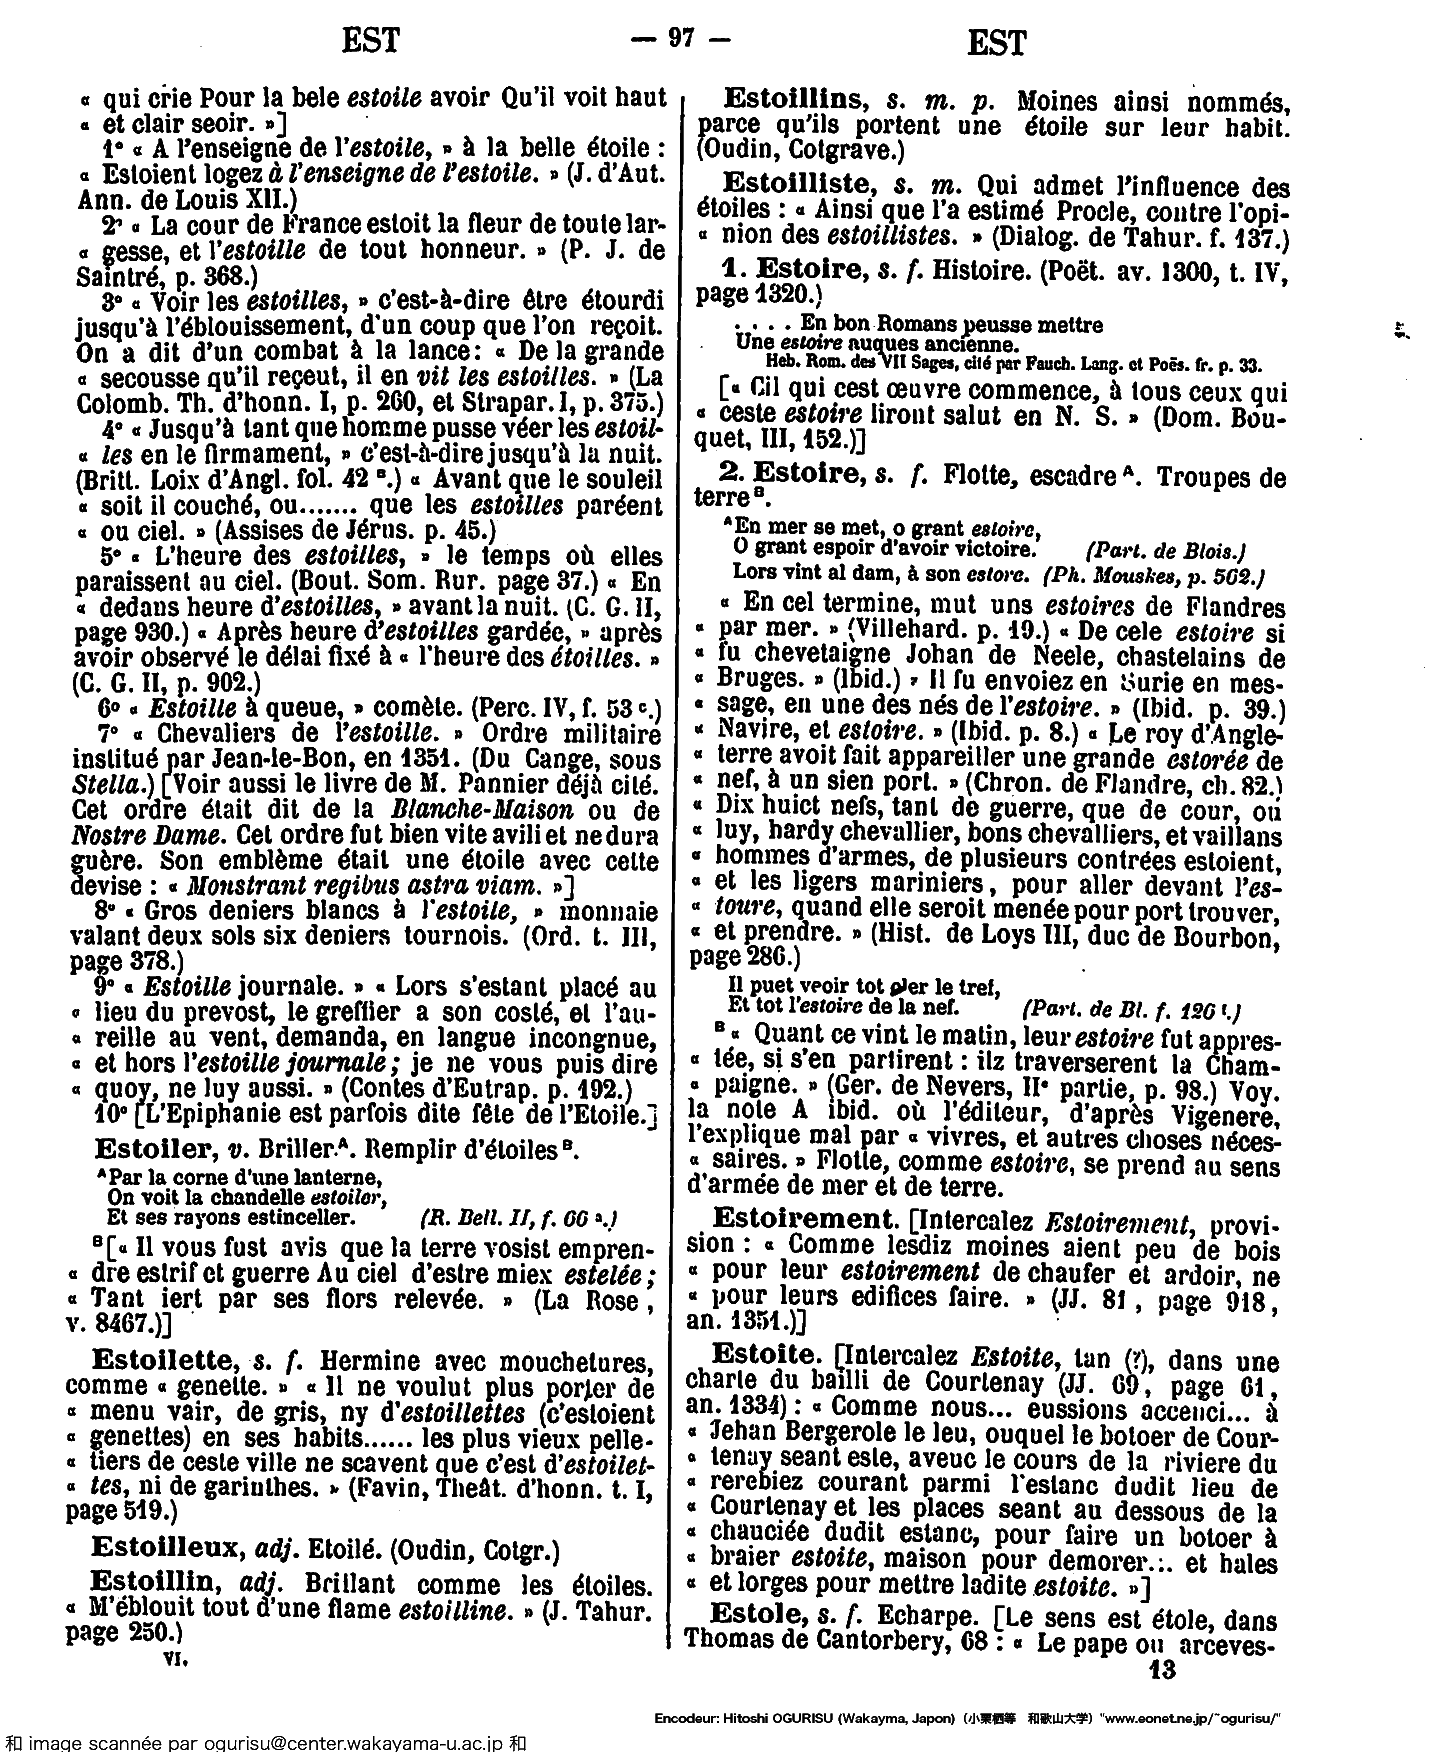 EST
— 97 —
EST
« qui crie Pour la bele estoile avoir Qu'il voit haut
« et clair seoir. »]
1° « A l'enseigne de l'estoile, » à la belle étoile :
« Estoient logez à l'enseigne de l'estoile. » (J. d'Aut.
Ann. de Louis XII.)
2° « La cour de France estoit la fleur de toute lar-
« gesse, et l'estoille de tout honneur. » (P. J. de
Saintré, p. 368.)
3° « Voir les estoilles, » c'est-à-dire être étourdi
jusqu'à l'éblouissement, d'un coup que l'on reçoit.
On a dit d'un combat à la lance : « De la grande
« secousse qu'il reçeut, il en vit les estoilles. » (La
Colomb. Th. d'honn. I, p. 260, et Strapar. I, p. 375.)
4° « Jusqu'à tant que homme pusse véer les estoil-
« les en le firmament, » c'est-à-dire jusqu'à la nuit.
(Britt. Loix d'Angl. fol. 42 B.) « Avant que le souleil
« soit il couché, ou....... que les estoilles paréent
« ou ciel. » (Assises de Jérus. p. 45.)
5° « L'heure des estoilles, » le temps où elles
paraissent au ciel. (Bout. Som. Rur. page 37.) « En
« dedans heure d'estoilles, » avant la nuit. (C. G. II,
page 930.) « Après heure d'estoilles gardée, » après
avoir observé le délai fixé à « l'heure des étoilles. »
(C. G. II, p. 902.)
6° « Estoille à queue, » comète. (Perc. IV, f. 53 c.)
7° « Chevaliers de l'estoille. » Ordre militaire
institué par Jean-le-Bon, en 1351. (Du Cange, sous
Stella.) [Voir aussi le livre de M. Pannier déjà cité.
Cet ordre était dit de la Blanche-Maison ou de
Nostre Dame. Cet ordre fut bien vite avili et ne dura
guère. Son emblème était une étoile avec cette
devise : « Monstrant regibus astra viam. »]
8° « Gros deniers blancs à l'estoile, » monnaie
valant deux sols six deniers tournois. (Ord. t. III,
page 378.)
9° « Estoille journale. » « Lors s'estant placé au
« lieu du prevost, le greffier a son costé, et l'au-
« reille au vent, demanda, en langue incongnue,
« et hors l'estoille journale ; je ne vous puis dire
« quoy, ne luy aussi. » (Contes d'Eutrap. p. 192.)
10° [L'Epiphanie est parfois dite fête de l'Etoile.]
Estoiler, v. Briller A. Remplir d'étoiles B.
A Par la corne d'une lanterne,
On voit la chandelle estoiler,
Et ses rayons estinceller. (R. Bell. II, f. 66 a.)
B [« Il vous fust avis que la terre vosist empren-
« dre estrif et guerre Au ciel d'estre miex estelée ;
« Tant iert par ses flors relevée. » (La Rose,
v. 8467.)]
Estoilette, s. f. Hermine avec mouchetures,
comme « genette. » « Il ne voulut plus porter de
« menu vair, de gris, ny d'estoillettes (c'estoient
« genettes) en ses habits...... les plus vieux pelle-
« tiers de ceste ville ne scavent que c'est d'estoilet-
« tes, ni de garinthes. » (Favin, Theât. d'honn. t. I,
page 519.)
Estoilleux, adj. Etoilé. (Oudin, Cotgr.)
Estoillin, adj. Brillant comme les étoiles.
« M'éblouit tout d'une flame estoilline. » (J. Tahur.
page 250.)
VI.
Estoillins, s. m. p. Moines ainsi nommés,
parce qu'ils portent une étoile sur leur habit.
(Oudin, Cotgrave.)
Estoilliste, s. m. Qui admet l'influence des
étoiles : « Ainsi que l'a estimé Procle, contre l'opi-
« nion des estoillistes. » (Dialog. de Tahur. f. 137.)
1. Estoire, s. f. Histoire. (Poët. av. 1300, t. IV,
page 1320.)
. . . . En bon Romans peusse mettre
Une estoire auques ancienne.
Heb. Rom. des VII Sages, cité par Fauch. Lang. et Poës. fr. p. 33.
[« Cil qui cest œuvre commence, à tous ceux qui
« ceste estoire liront salut en N. S. » (Dom. Bou-
quet, III, 152.)]
2. Estoire, s. f. Flotte, escadre A. Troupes de
terre B.
A En mer se met, o grant estoire,
O grant espoir d'avoir victoire. (Part. de Blois.)
Lors vint al dam, à son estore. (Ph. Mouskes, p. 502.)
« En cel termine, mut uns estoires de Flandres
« par mer. » (Villehard. p. 19.) « De cele estoire si
« fu chevetaigne Johan de Neele, chastelains de
« Bruges. » (Ibid.) « Il fu envoiez en Surie en mes-
« sage, en une des nés de l'estoire. » (Ibid. p. 39.)
« Navire, et estoire. » (Ibid. p. 8.) « Le roy d'Angle-
« terre avoit fait appareiller une grande estorée de
« nef, à un sien port. » (Chron. de Flandre, ch. 82.)
« Dix huict nefs, tant de guerre, que de cour, où
« luy, hardy chevallier, bons chevalliers, et vaillans
« hommes d'armes, de plusieurs contrées estoient,
« et les ligers mariniers, pour aller devant l'es-
« toure, quand elle seroit menée pour port trouver,
« et prendre. » (Hist. de Loys III, duc de Bourbon,
page 286.)
Il puet veoir tot der le tref,
Et tot l'estoire de la nef. (Part. de Bl. f. 126 .)
B « Quant ce vint le matin, leur estoire fut appres-
« tée, si s'en partirent : ilz traverserent la Cham-
« paigne. » (Ger. de Nevers, IIe partie, p. 98.) Voy.
la note A ibid. où l'éditeur, d'après Vigenere,
l'explique mal par « vivres, et autres choses néces-
« saires. » Flotte, comme estoire, se prend au sens
d'armée de mer et de terre.
Estoirement. [Intercalez Estoirement, provi-
sion : « Comme lesdiz moines aient peu de bois
« pour leur estoirement de chaufer et ardoir, ne
« pour leurs edifices faire. » (JJ. 81, page 918,
an. 1351.)]
Estoite. [Intercalez Estoite, tan (?), dans une
charte du bailli de Courtenay (JJ. 69, page 61,
an. 1334) : « Comme nous... eussions accenci... à
« Jehan Bergerole le leu, ouquel le botoer de Cour-
« tenay seant este, aveuc le cours de la riviere du
« rerebiez courant parmi l'estanc dudit lieu de
« Courtenay et les places seant au dessous de la
« chauciée dudit estanc, pour faire un botoer à
« braier estoite, maison pour demorer... et hales
« et lorges pour mettre ladite estoite. »]
Estole, s. f. Echarpe. [Le sens est étole, dans
Thomas de Cantorbery, 68 : « Le pape ou arceves-
13
Encodeur: Hitoshi OGURISU (Wakayma, Japon) (小栗栖等 和歌山大学) "www.eonet.ne.jp/~ogurisu/"
和 image scannée par ogurisu@center.wakayama-u.ac.jp 和